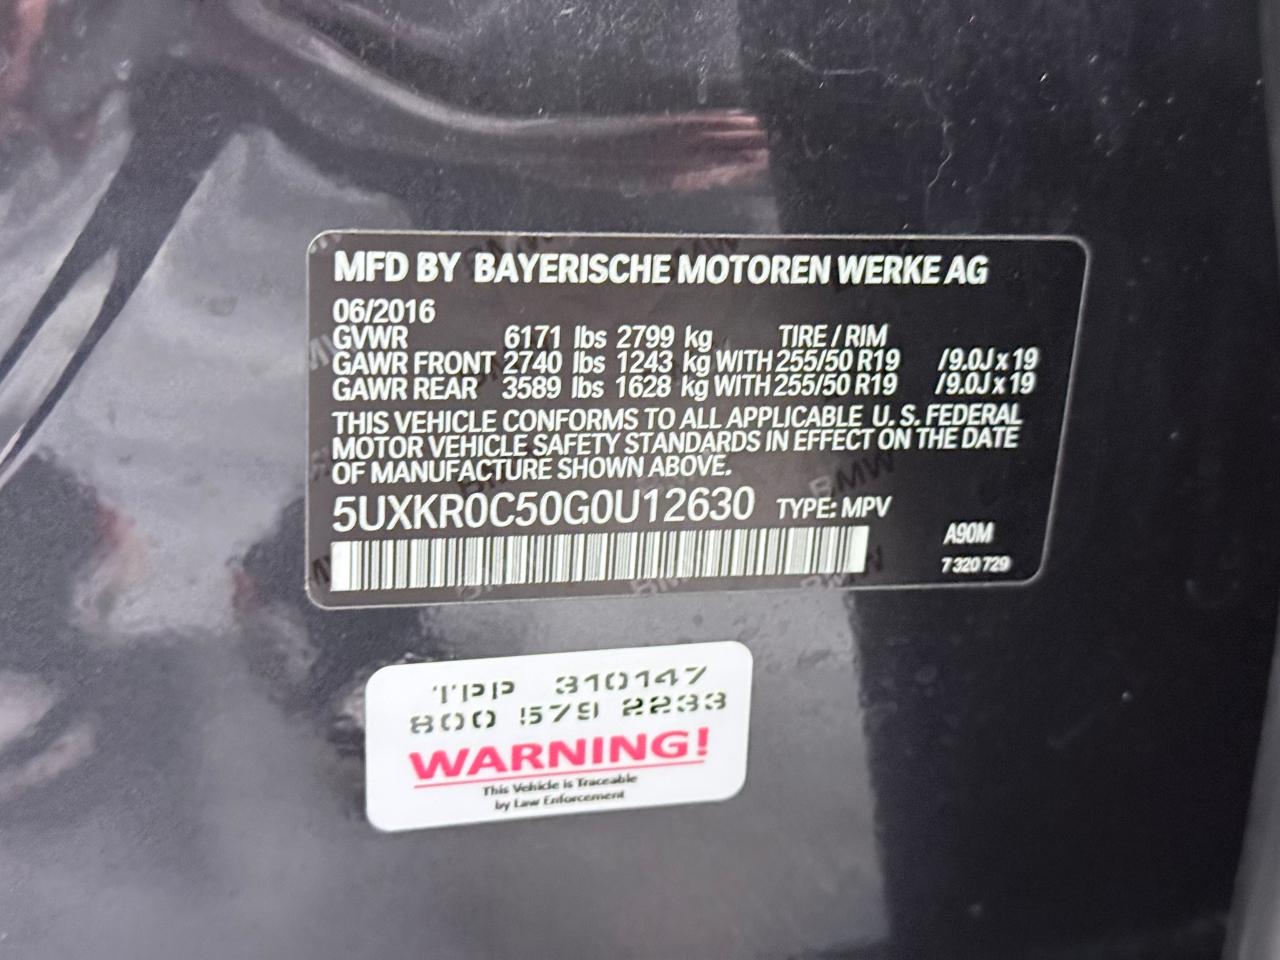 MFD BY BAYERISCHE MOTOREN WERKE AG
06/2016
GVWR 6171 lbs 2799 kg TIRE / RIM
GAWR FRONT 2740 lbs 1243 kg WITH 255/50 R19 /9.0J x 19
GAWR REAR 3589 lbs 1628 kg WITH 255/50 R19 /9.0J x 19
THIS VEHICLE CONFORMS TO ALL APPLICABLE U.S. FEDERAL
MOTOR VEHICLE SAFETY STANDARDS IN EFFECT ON THE DATE
OF MANUFACTURE SHOWN ABOVE.
5UXKR0C50G0U12630 TYPE: MPV
A90M
7 320 729
TPP 310147
800 579 2233
WARNING!
This Vehicle is Traceable
by Law Enforcement